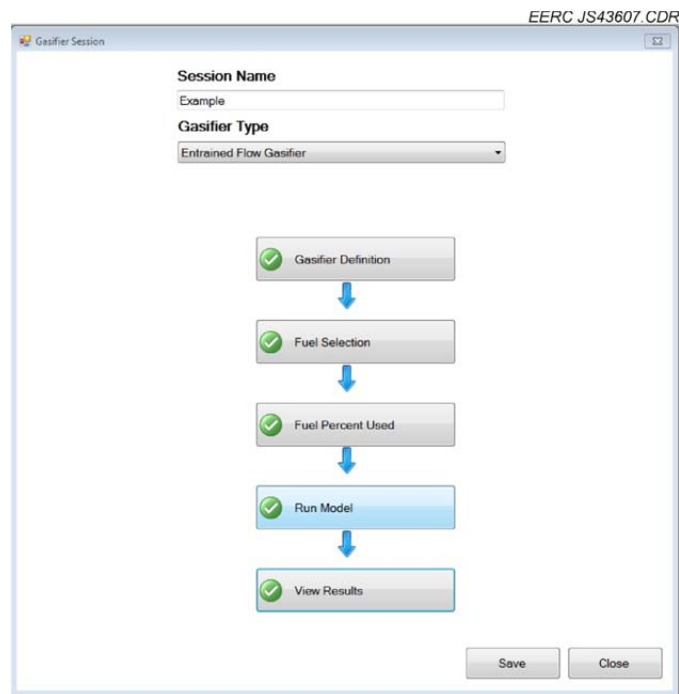 EERC JS43607.CDR
Gasifier Session
Session Name
Example
Gasifier Type
Entrained Flow Gasifier
Gasifier Definition
Fuel Selection
Fuel Percent Used
Run Model
View Results
Save Close